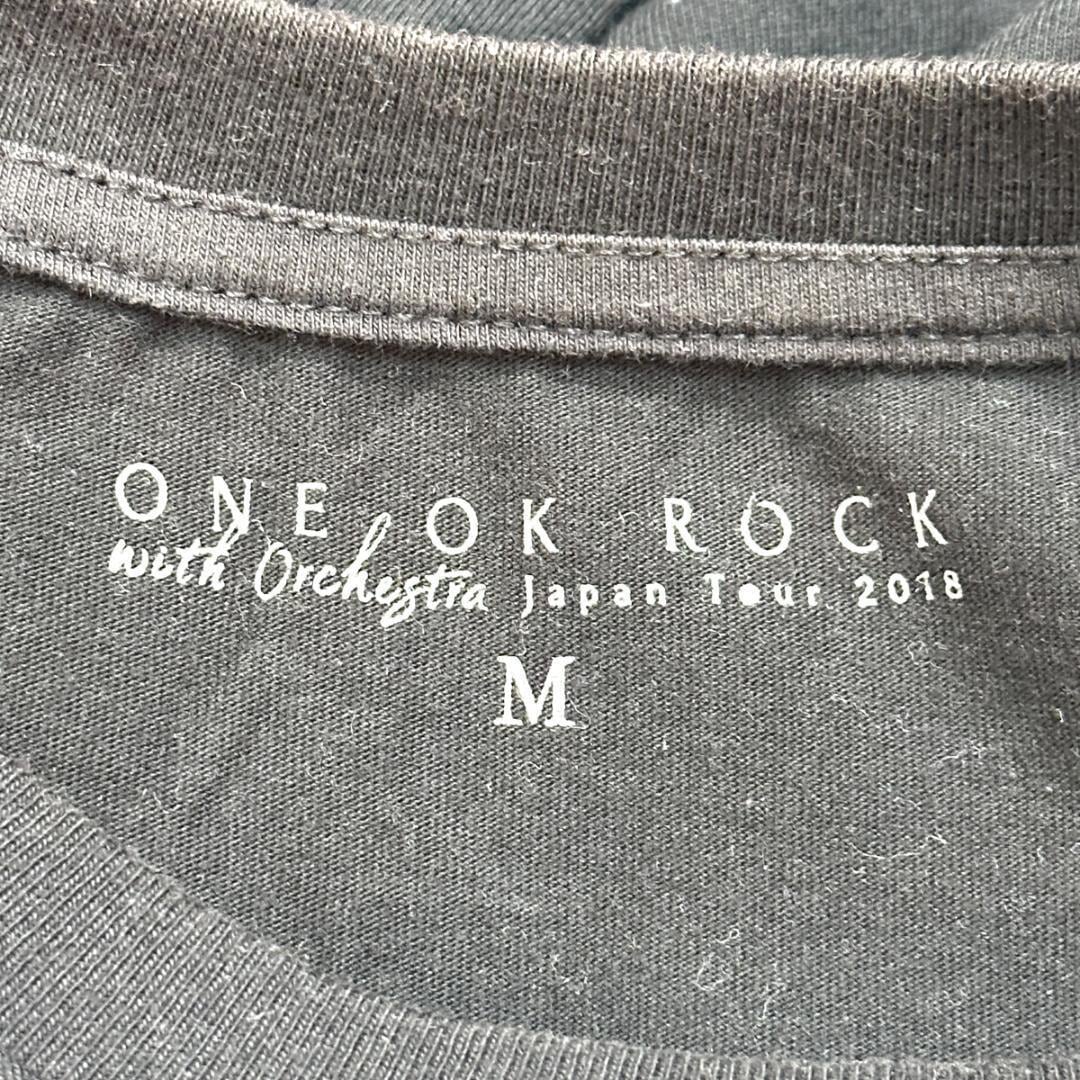 ONE OK ROCK
with Orchestra Japan Tour 2018
M